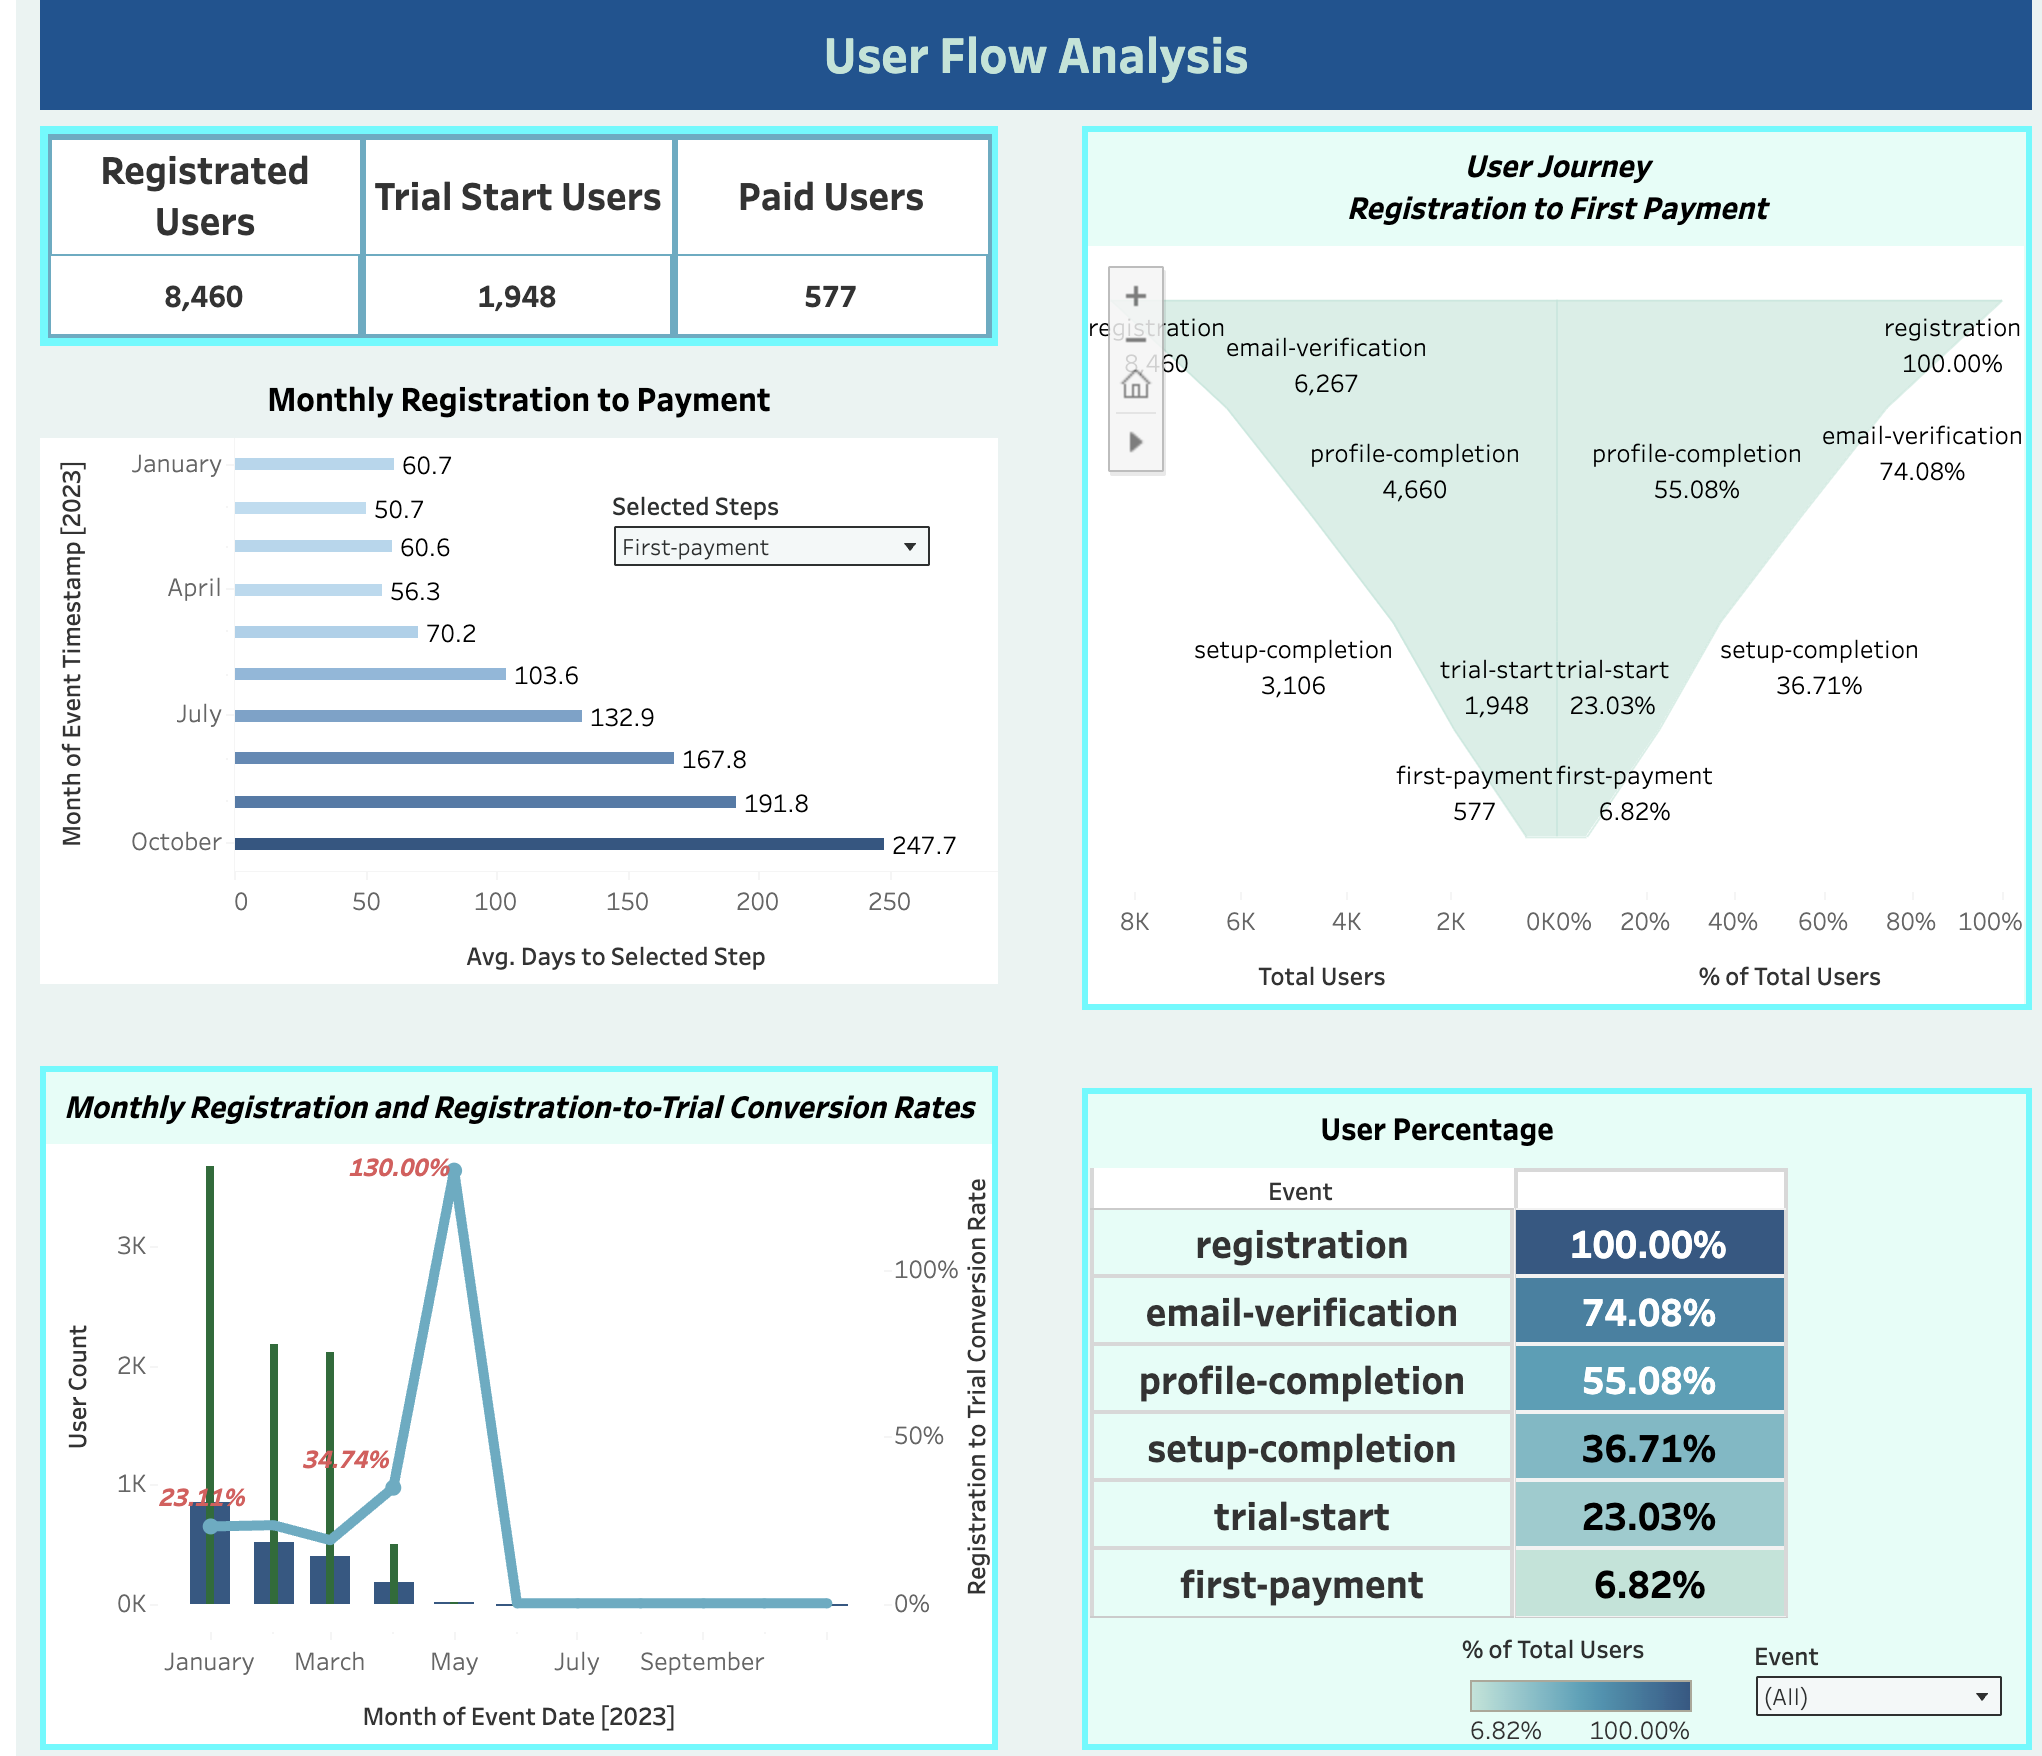 User Flow Analysis
Registrated
Users
Trial Start Users
Paid Users
8,460
1,948
577
Monthly Registration to Payment
Month of Event Timestamp [2023]
January
60.7
50.7
60.6
April
56.3
70.2
103.6
July
132.9
167.8
191.8
October
247.7
Selected Steps
First-payment
0
50
100
150
200
250
Avg. Days to Selected Step
User Journey
Registration to First Payment
registration
8,460
email-verification
6,267
profile-completion
4,660
setup-completion
3,106
trial-start
1,948
first-payment
577
registration
100.00%
email-verification
74.08%
profile-completion
55.08%
setup-completion
36.71%
trial-start
23.03%
first-payment
6.82%
8K
6K
4K
2K
0K
0%
20%
40%
60%
80%
100%
Total Users
% of Total Users
Monthly Registration and Registration-to-Trial Conversion Rates
User Count
3K
2K
1K
0K
130.00%
34.74%
23.11%
100%
50%
0%
Registration to Trial Conversion Rate
January
March
May
July
September
Month of Event Date [2023]
User Percentage
Event
registration
100.00%
email-verification
74.08%
profile-completion
55.08%
setup-completion
36.71%
trial-start
23.03%
first-payment
6.82%
% of Total Users
6.82%
100.00%
Event
(All)